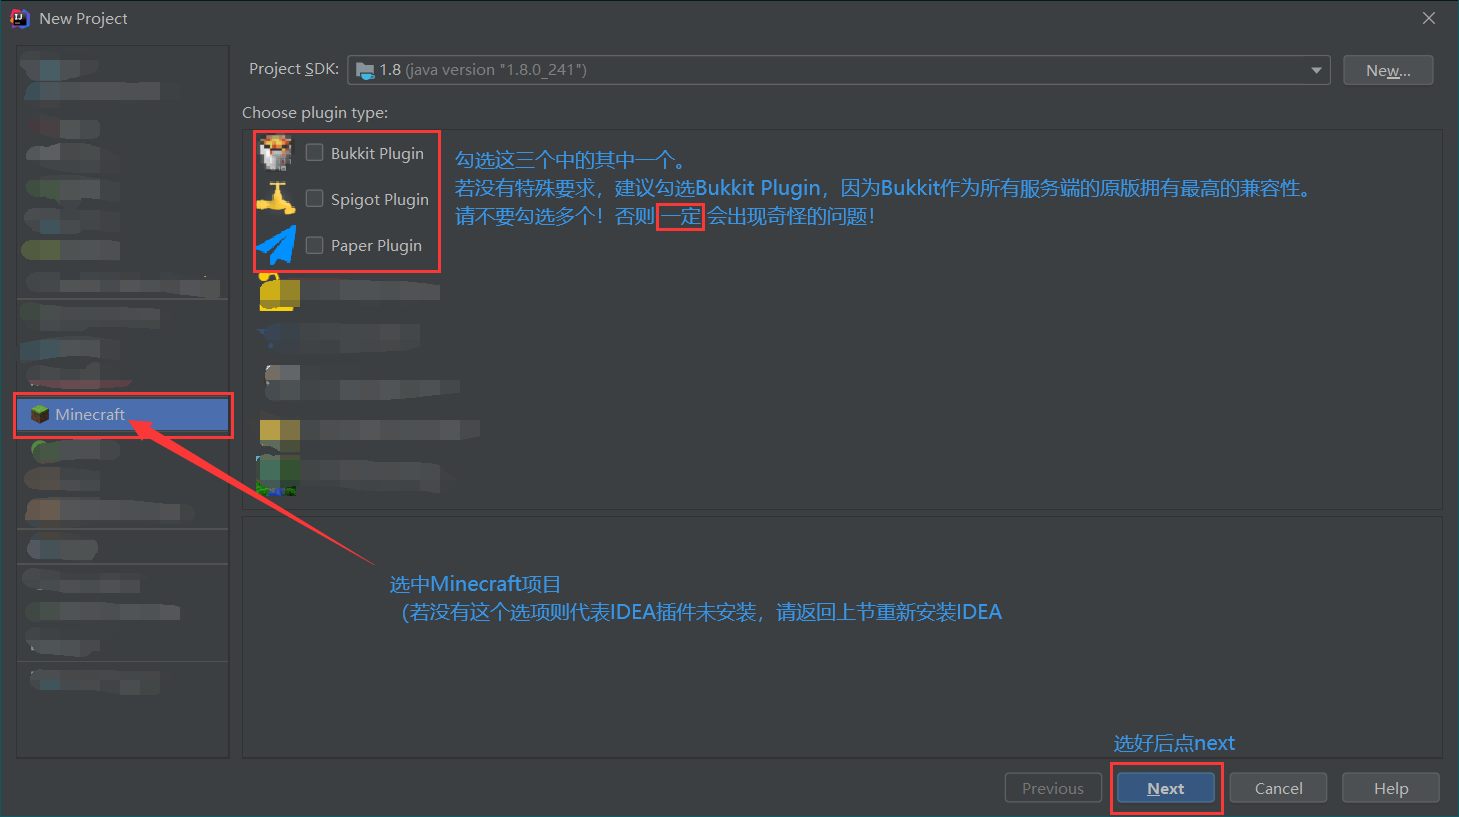 New Project
Project SDK: 1.8 (java version "1.8.0_241") New...
Choose plugin type:
Bukkit Plugin
Spigot Plugin
Paper Plugin
勾选这三个中的其中一个。
若没有特殊要求，建议勾选Bukkit Plugin，因为Bukkit作为所有服务端的原版拥有最高的兼容性。
请不要勾选多个！否则 一定 会出现奇怪的问题！
Minecraft
选中Minecraft项目
（若没有这个选项则代表IDEA插件未安装，请返回上节重新安装IDEA
选好后点next
Previous Next Cancel Help